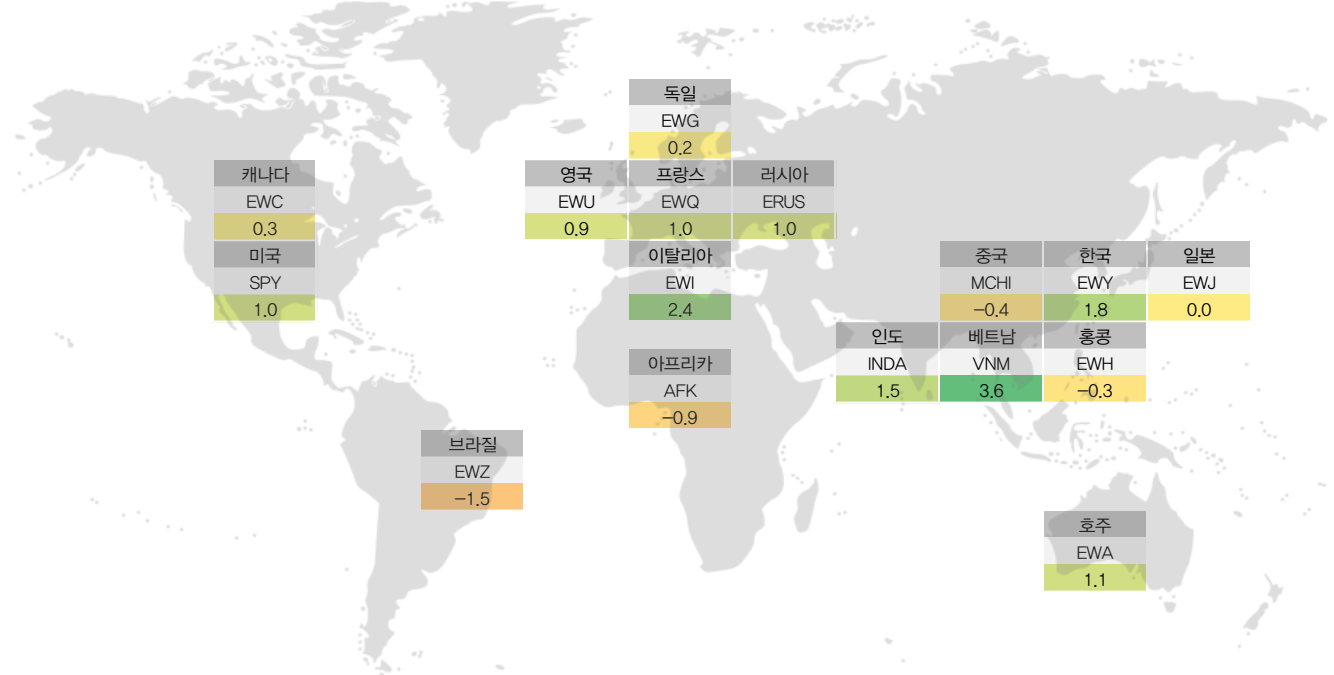 독일
EWG
0.2
캐나다
EWC
0.3
영국
EWU
0.9
프랑스
EWQ
1.0
러시아
ERUS
1.0
미국
SPY
1.0
이탈리아
EWI
2.4
중국
MCHI
-0.4
한국
EWY
1.8
일본
EWJ
0.0
인도
INDA
1.5
베트남
VNM
3.6
홍콩
EWH
-0.3
아프리카
AFK
-0.9
브라질
EWZ
-1.5
호주
EWA
1.1